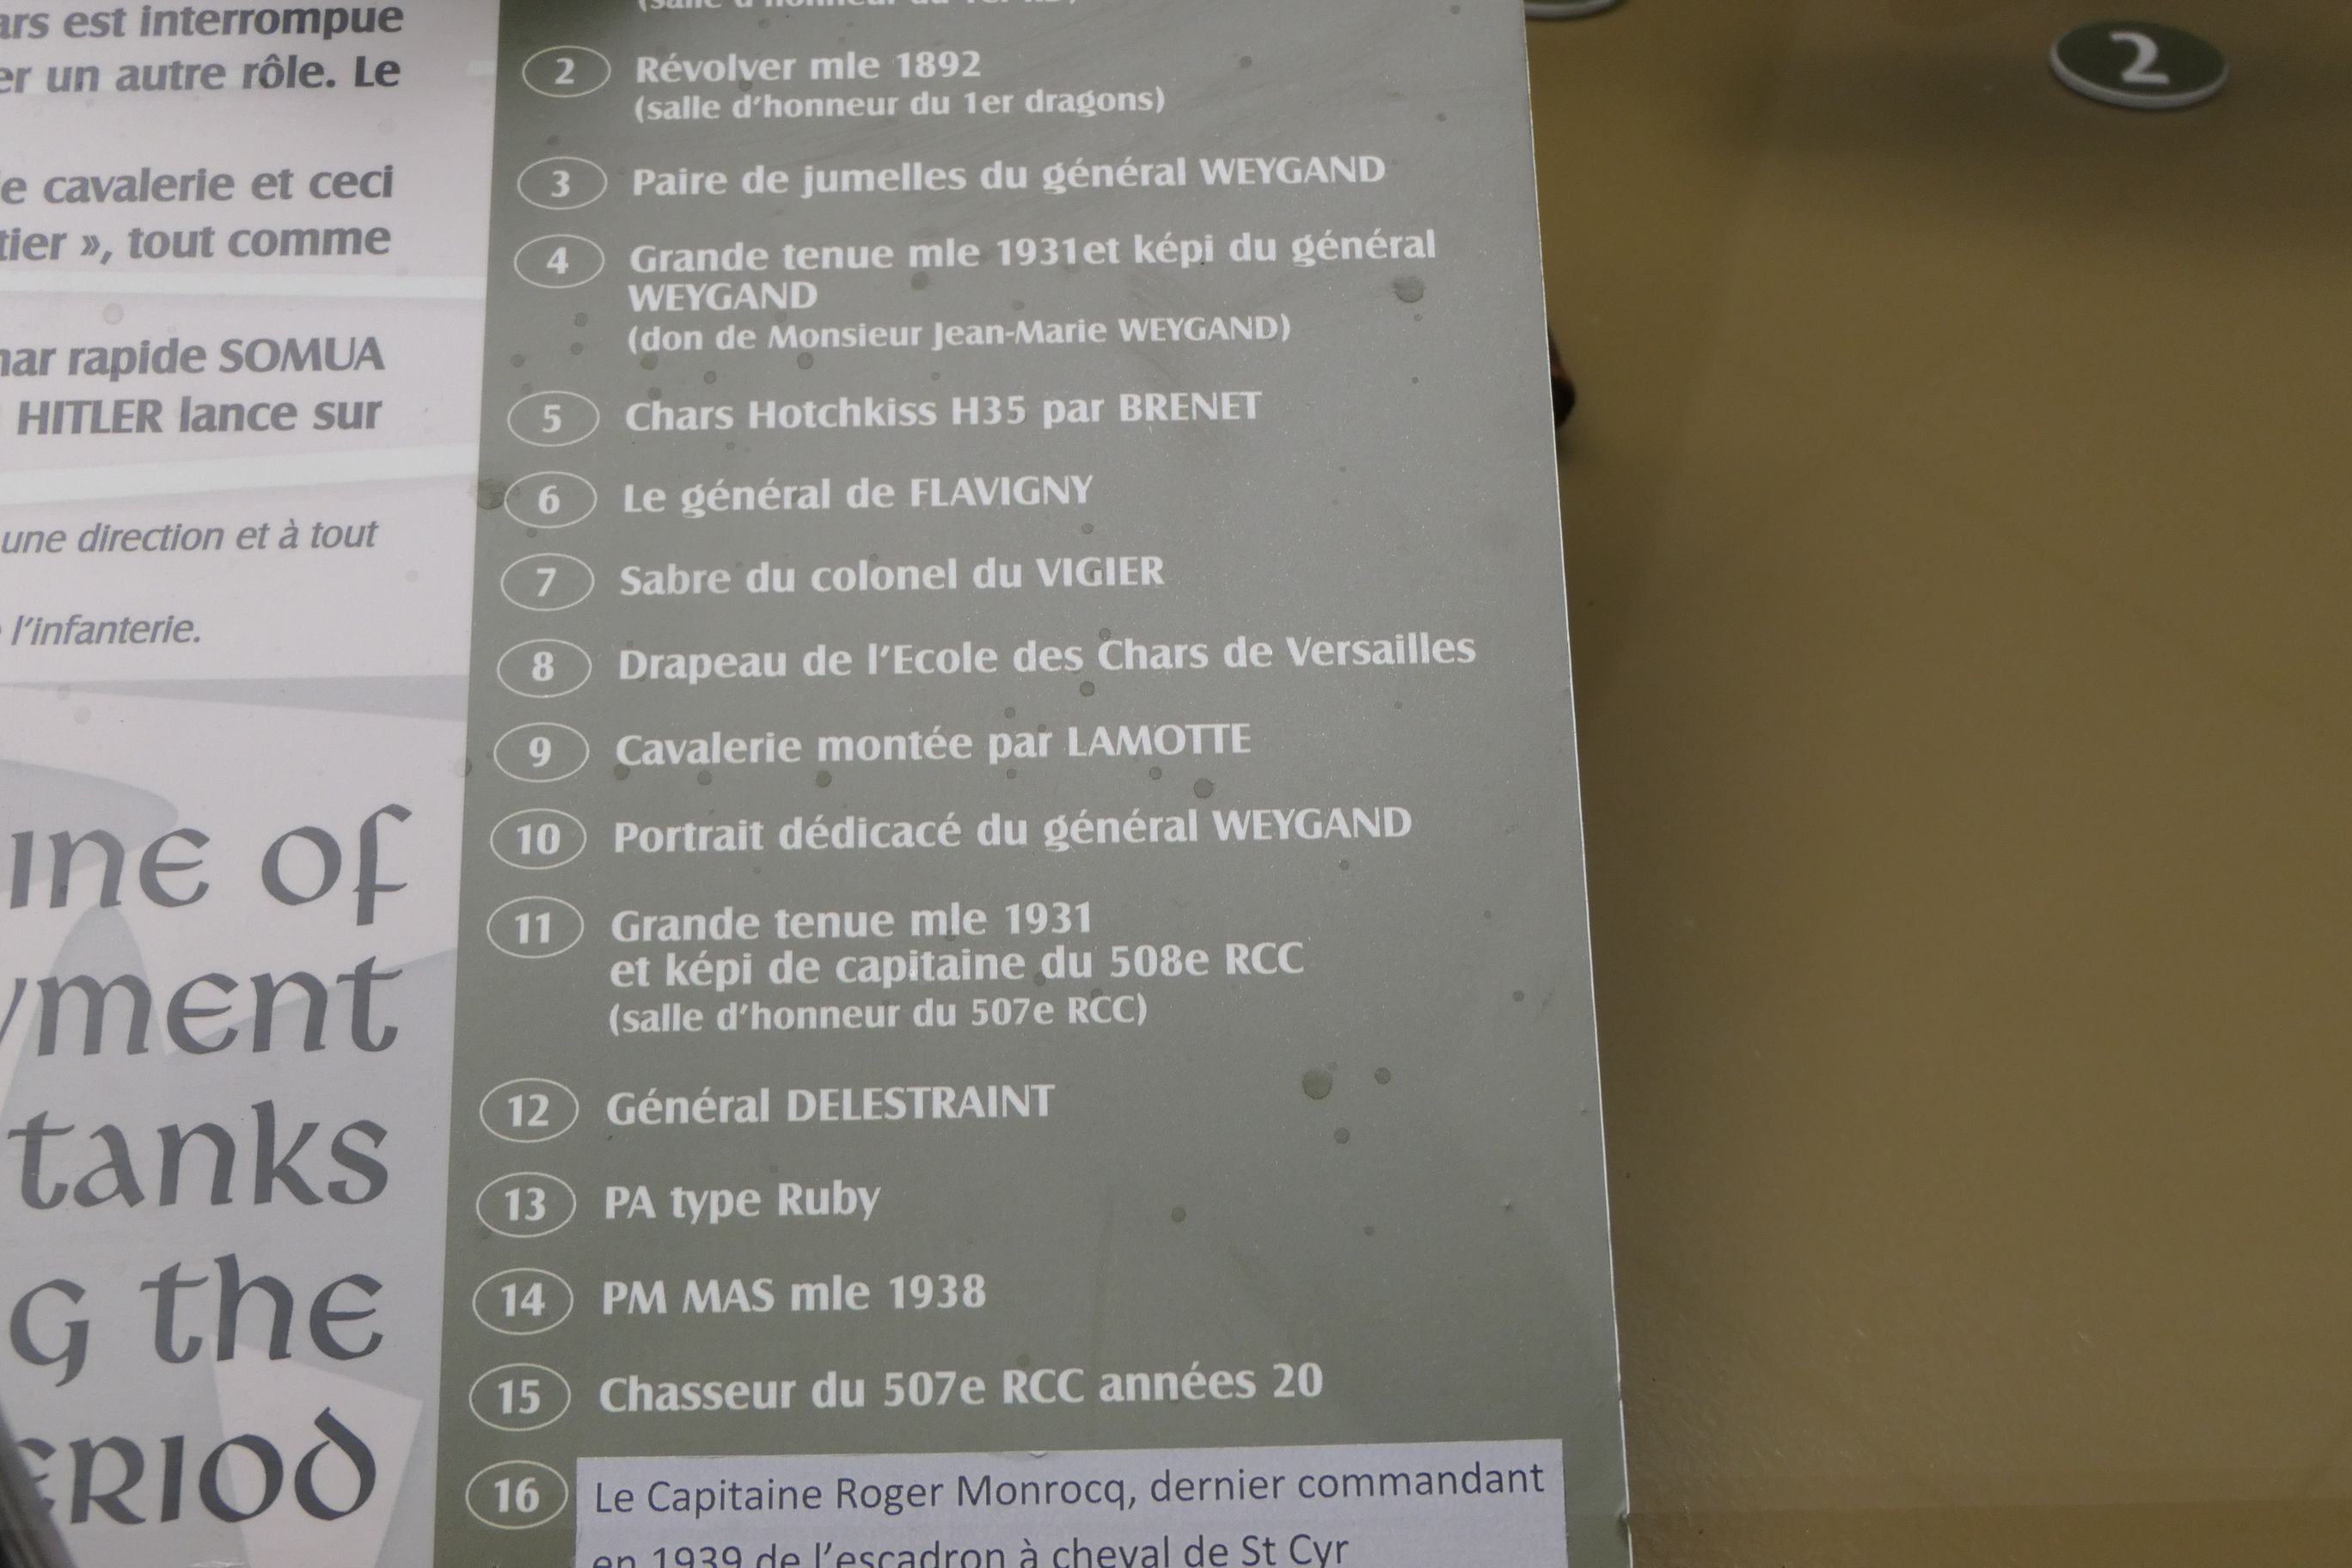 ars est interrompue
er un autre rôle. Le
e cavalerie et ceci
tier », tout comme
har rapide SOMUA
HITLER lance sur
une direction et à tout
l'infanterie.
ine of
yment
tanks
g the
eriod
2 Révolver mle 1892
(salle d'honneur du 1er dragons)
3 Paire de jumelles du général WEYGAND
4 Grande tenue mle 1931et képi du général
WEYGAND
(don de Monsieur Jean-Marie WEYGAND)
5 Chars Hotchkiss H35 par BRENET
6 Le général de FLAVIGNY
7 Sabre du colonel du VIGIER
8 Drapeau de l'Ecole des Chars de Versailles
9 Cavalerie montée par LAMOTTE
10 Portrait dédicacé du général WEYGAND
11 Grande tenue mle 1931
et képi de capitaine du 508e RCC
(salle d'honneur du 507e RCC)
12 Général DELESTRAINT
13 PA type Ruby
14 PM MAS mle 1938
15 Chasseur du 507e RCC années 20
16 Le Capitaine Roger Monrocq, dernier commandant
en 1939 de l'escadron à cheval de St Cyr
2